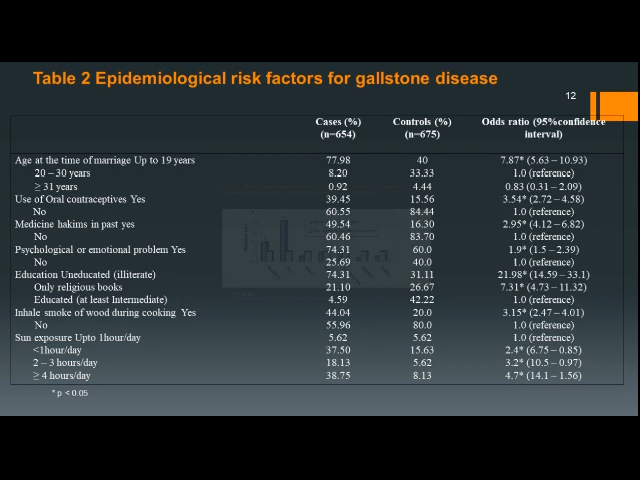 Table 2 Epidemiological risk factors for gallstone disease
12
Cases (%) Controls (%) Odds ratio (95%confidence
(n=654) (n=675) interval)
Age at the time of marriage Up to 19 years 77.98 40 7.87* (5.63 – 10.93)
20 – 30 years 8.20 33.33 1.0 (reference)
≥ 31 years 0.92 4.44 0.83 (0.31 – 2.09)
Use of Oral contraceptives Yes 39.45 15.56 3.54* (2.72 – 4.58)
No 60.55 84.44 1.0 (reference)
Medicine hakims in past yes 49.54 16.30 2.95* (4.12 – 6.82)
No 60.46 83.70 1.0 (reference)
Psychological or emotional problem Yes 74.31 60.0 1.9* (1.5 – 2.39)
No 25.69 40.0 1.0 (reference)
Education Uneducated (illiterate) 74.31 31.11 21.98* (14.59 – 33.1)
Only religious books 21.10 26.67 7.31* (4.73 – 11.32)
Educated (at least Intermediate) 4.59 42.22 1.0 (reference)
Inhale smoke of wood during cooking Yes 44.04 20.0 3.15* (2.47 – 4.01)
No 55.96 80.0 1.0 (reference)
Sun exposure Upto 1hour/day 5.62 5.62 1.0 (reference)
<1hour/day 37.50 15.63 2.4* (6.75 – 0.85)
2 – 3 hours/day 18.13 5.62 3.2* (10.5 – 0.97)
≥ 4 hours/day 38.75 8.13 4.7* (14.1 – 1.56)
* p < 0.05